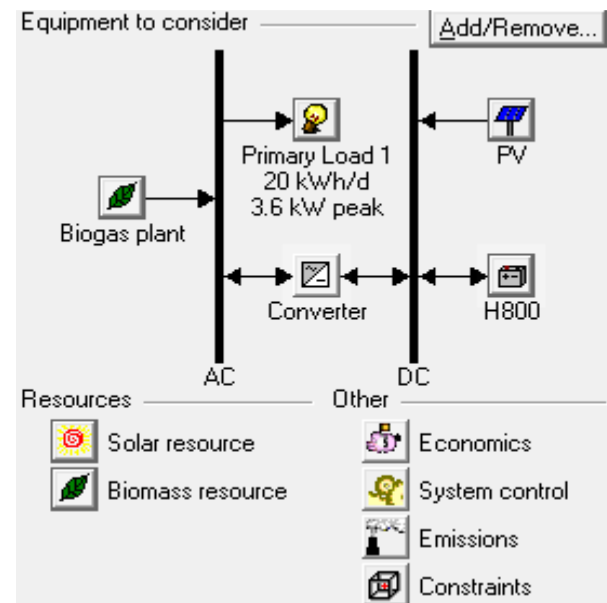 Equipment to consider
Add/Remove...
Primary Load 1
20 kWh/d
3.6 kW peak
PV
Biogas plant
Converter
H800
AC
DC
Resources
Other
Solar resource
Economics
Biomass resource
System control
Emissions
Constraints